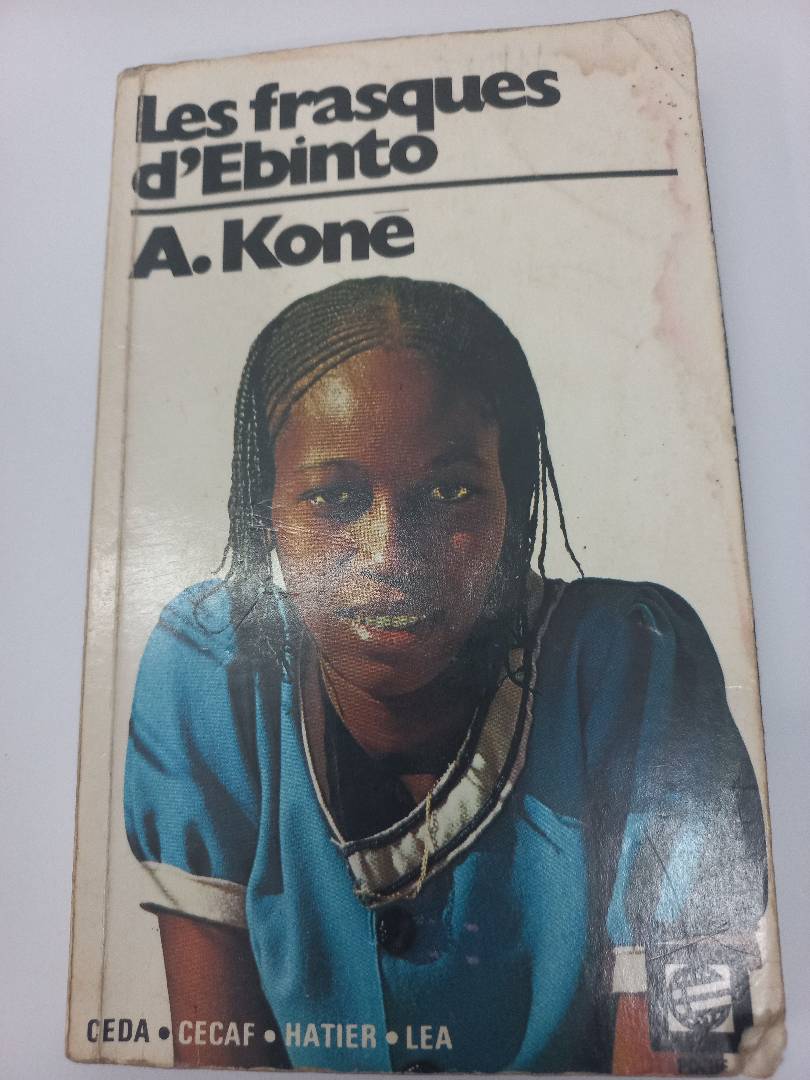 Les frasques
d'Ebinto
A. Koné
CEDA • CECAF • HATIER • LEA